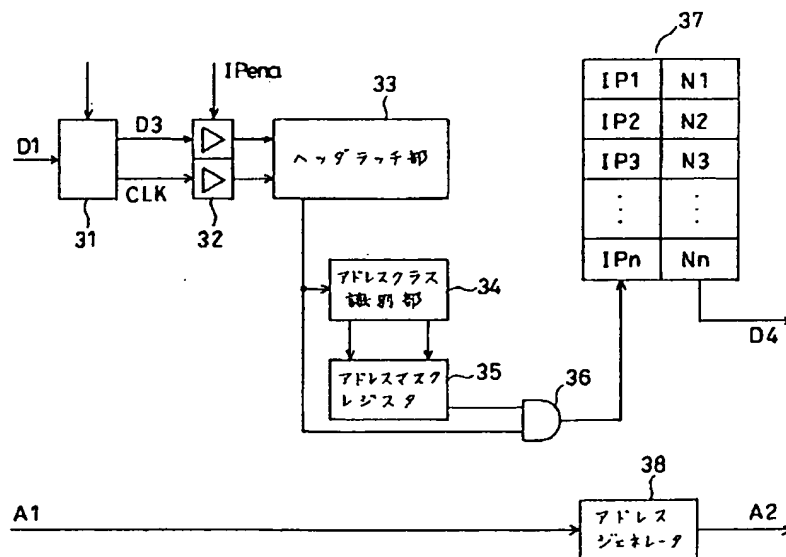 37
IPena
33
IP1 N1
D3
IP2 N2
D1
ヘッダラッチ部
IP3 N3
CLK
31
32
IPn Nn
アドレスクラス
識別部
34
D4
アドレスマスク
レジスタ
35
36
38
A1
アドレス
ジェネレータ
A2